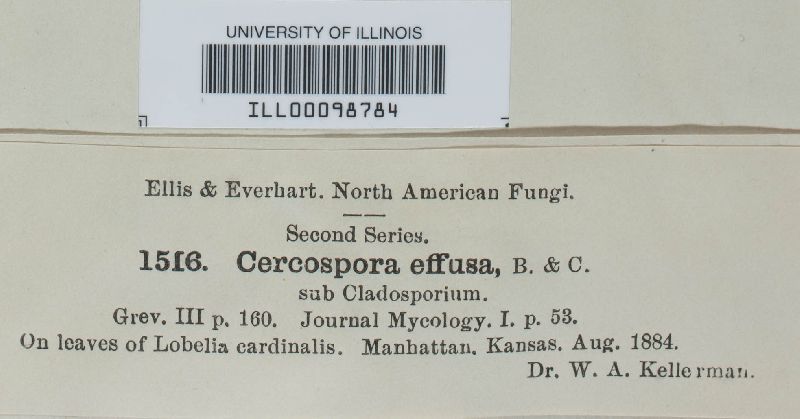 UNIVERSITY OF ILLINOIS
ILL00098784
Ellis & Everhart. North American Fungi.
Second Series.
1516. Cercospora effusa, B. & C.
sub Cladosporium.
Grev. III p. 160. Journal Mycology. I. p. 53.
On leaves of Lobelia cardinalis. Manhattan. Kansas. Aug. 1884.
Dr. W. A. Kellerman.